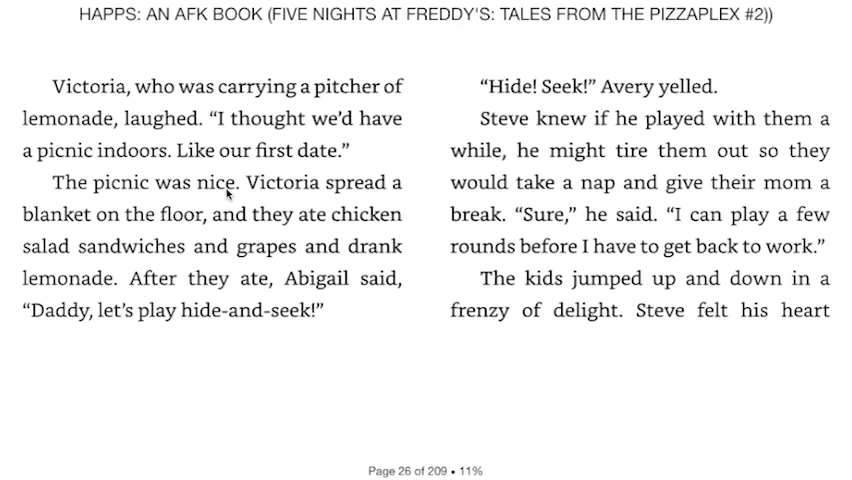 HAPPS: AN AFK BOOK (FIVE NIGHTS AT FREDDY'S: TALES FROM THE PIZZAPLEX #2))
Victoria, who was carrying a pitcher of
lemonade, laughed. “I thought we’d have
a picnic indoors. Like our first date.”
The picnic was nice. Victoria spread a
blanket on the floor, and they ate chicken
salad sandwiches and grapes and drank
lemonade. After they ate, Abigail said,
“Daddy, let’s play hide-and-seek!”
“Hide! Seek!” Avery yelled.
Steve knew if he played with them a
while, he might tire them out so they
would take a nap and give their mom a
break. “Sure,” he said. “I can play a few
rounds before I have to get back to work.”
The kids jumped up and down in a
frenzy of delight. Steve felt his heart
Page 26 of 209 • 11%